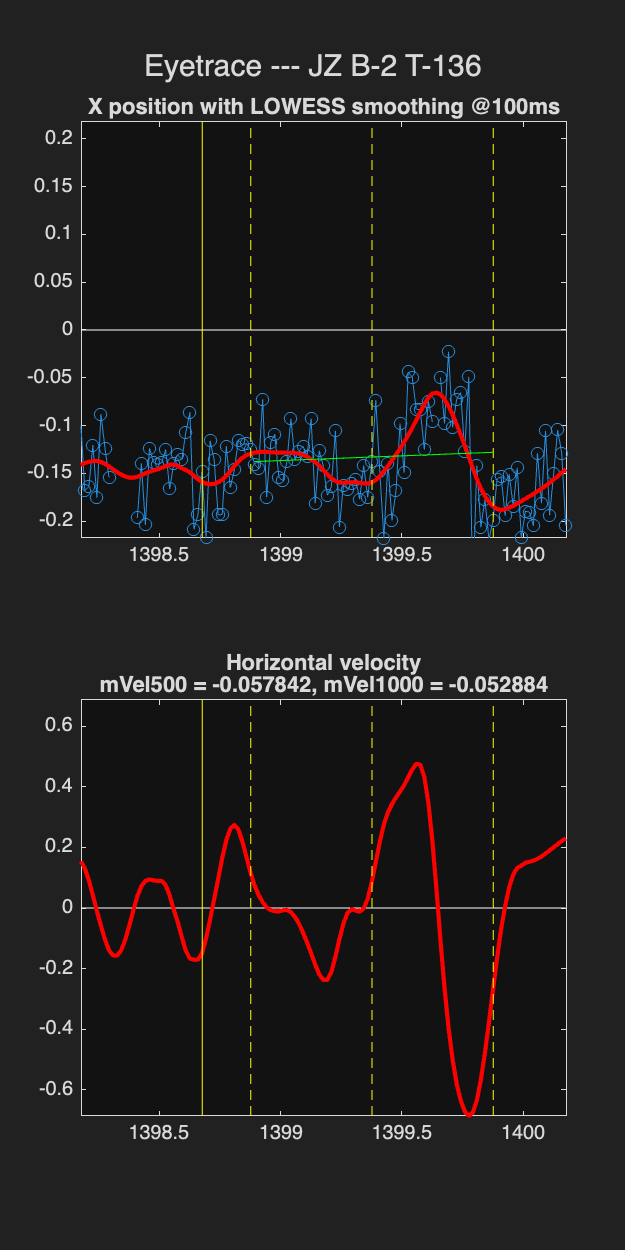 Eyetrace --- JZ B-2 T-136
X position with LOWESS smoothing @100ms
0.2
0.15
0.1
0.05
0
-0.05
-0.1
-0.15
-0.2
1398.5 1399 1399.5 1400
Horizontal velocity
mVel500 = -0.057842, mVel1000 = -0.052884
0.6
0.4
0.2
0
-0.2
-0.4
-0.6
1398.5 1399 1399.5 1400